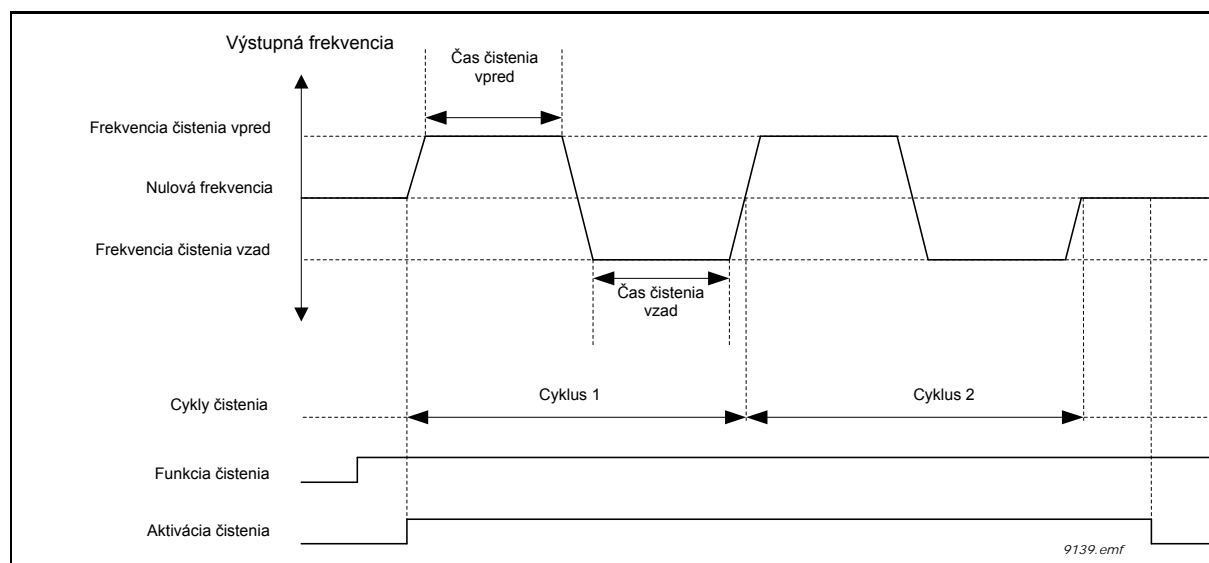 Výstupná frekvencia
Čas čistenia
vpred
Frekvencia čistenia vpred
Nulová frekvencia
Frekvencia čistenia vzad
Čas čistenia
vzad
Cykly čistenia
Cyklus 1
Cyklus 2
Funkcia čistenia
Aktivácia čistenia
9139.emf